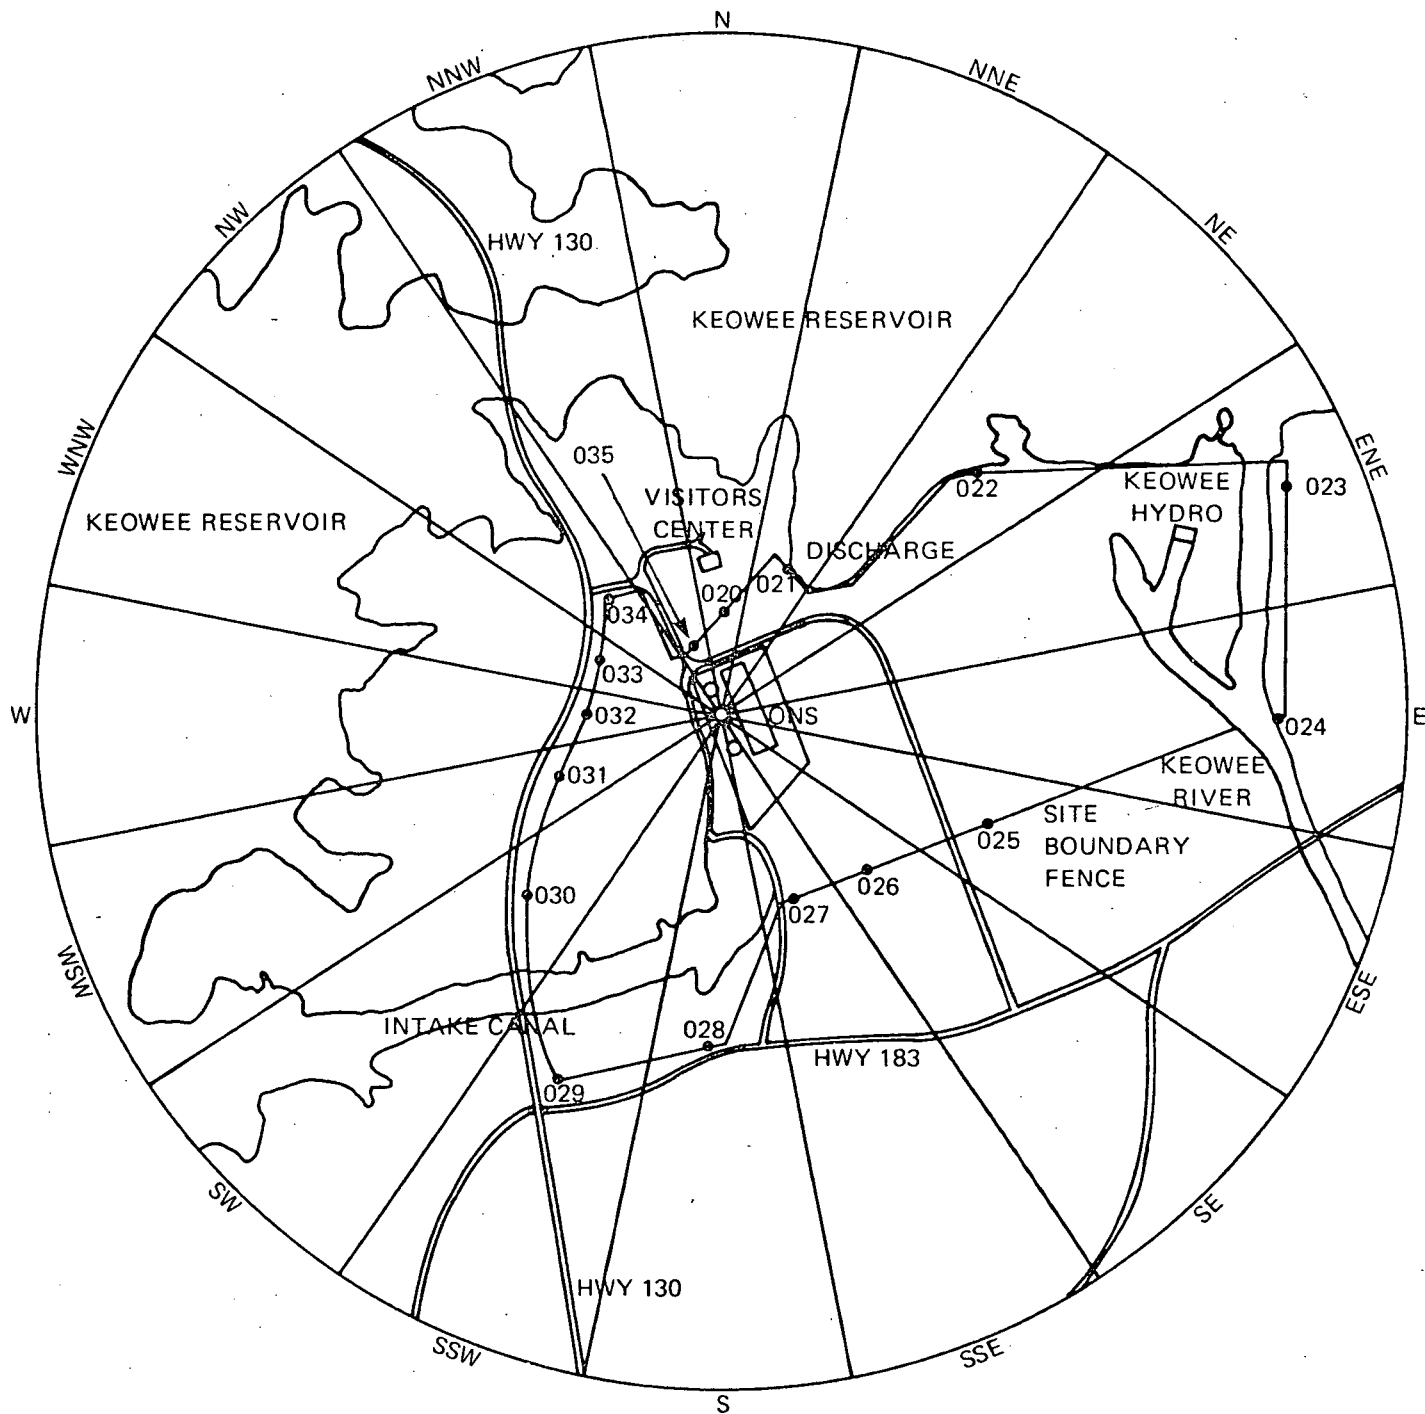 N
NNW
NNE
NW
NE
HWY 130
KEOWEE RESERVOIR
WNW
ENE
035
VISITORS
CENTER
022
KEOWEE
HYDRO
023
KEOWEE RESERVOIR
DISCHARGE
021
020
034
033
W
032
ONS
E
024
031
KEOWEE
RIVER
SITE
BOUNDARY
FENCE
025
026
027
030
WSW
ESE
INTAKE CANAL
028
HWY 183
029
SW
SE
HWY 130
SSW
SSE
S